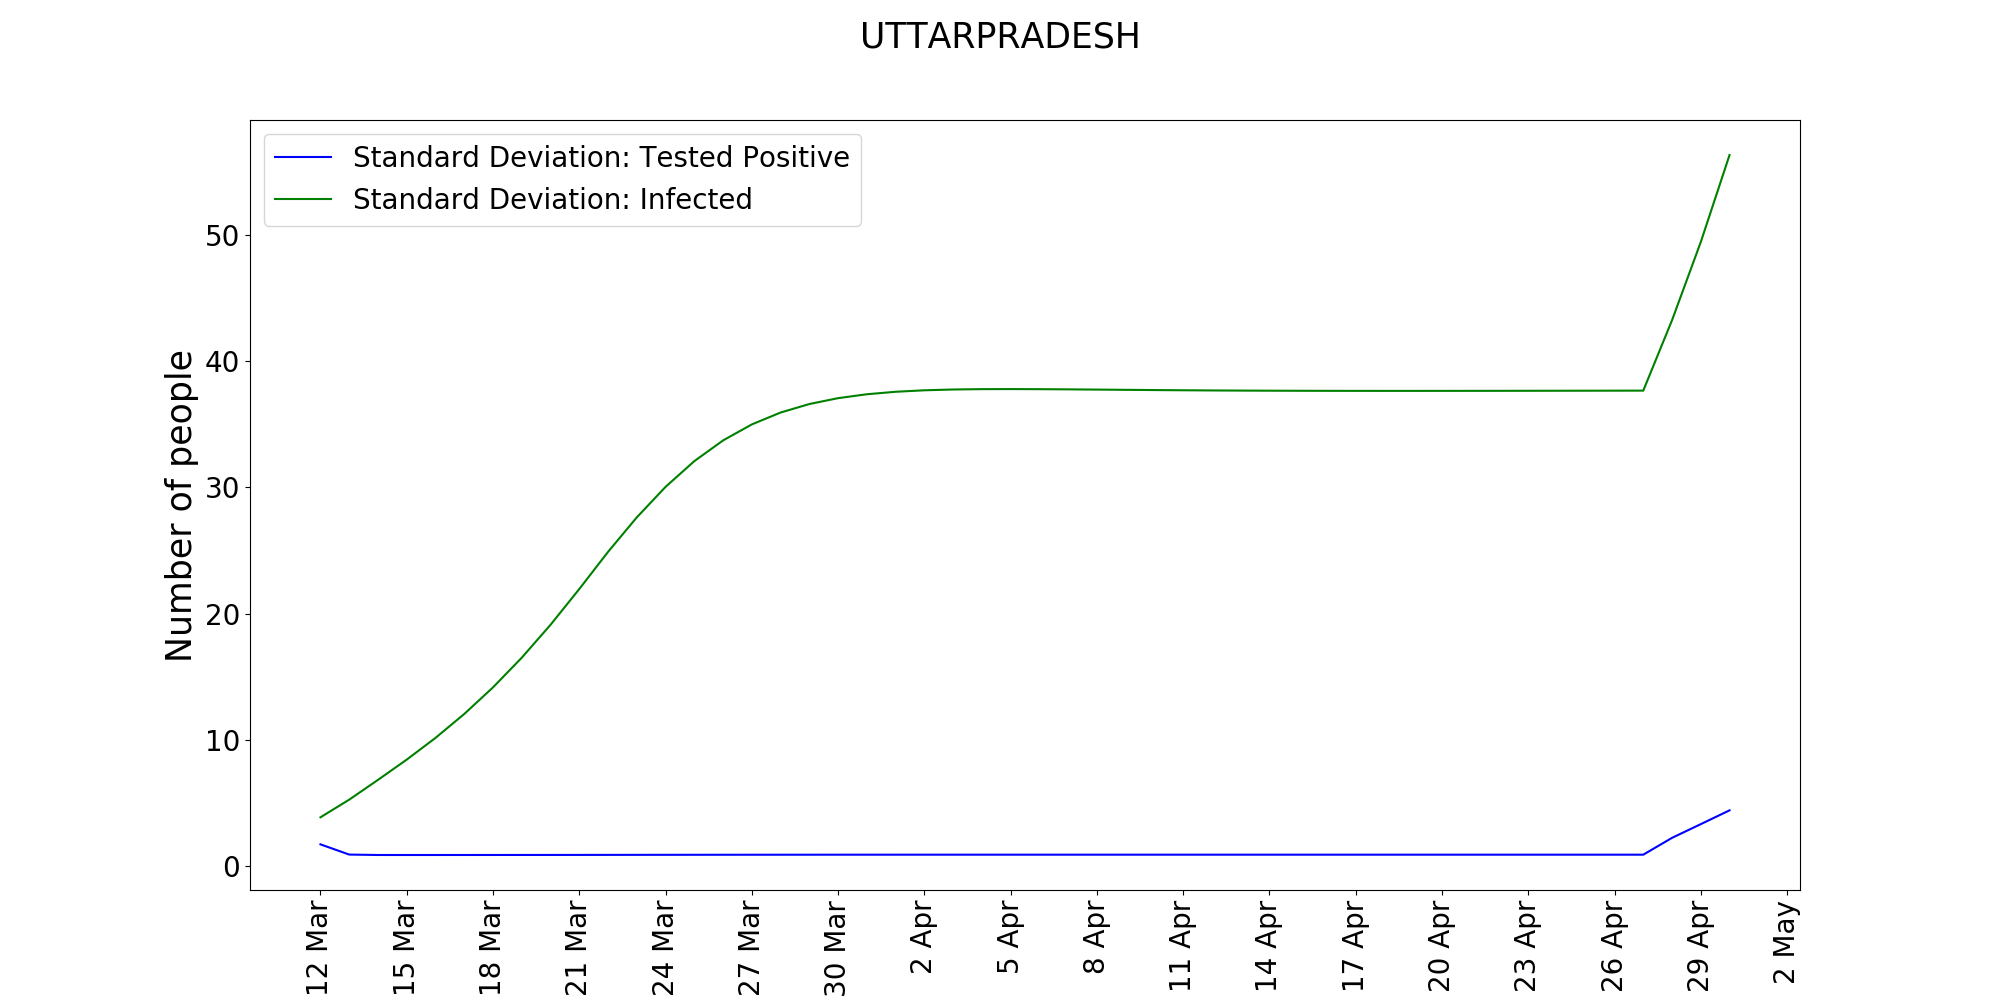 UTTARPRADESH
Standard Deviation: Tested Positive
Standard Deviation: Infected
Number of people
50
40
30
20
10
0
12 Mar
15 Mar
18 Mar
21 Mar
24 Mar
27 Mar
30 Mar
2 Apr
5 Apr
8 Apr
11 Apr
14 Apr
17 Apr
20 Apr
23 Apr
26 Apr
29 Apr
2 May